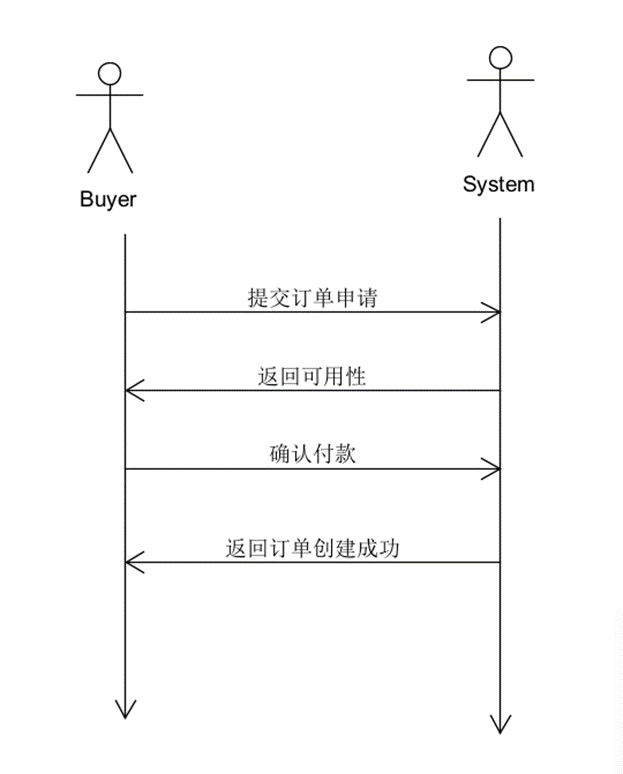 Buyer
System
提交订单申请
返回可用性
确认付款
返回订单创建成功